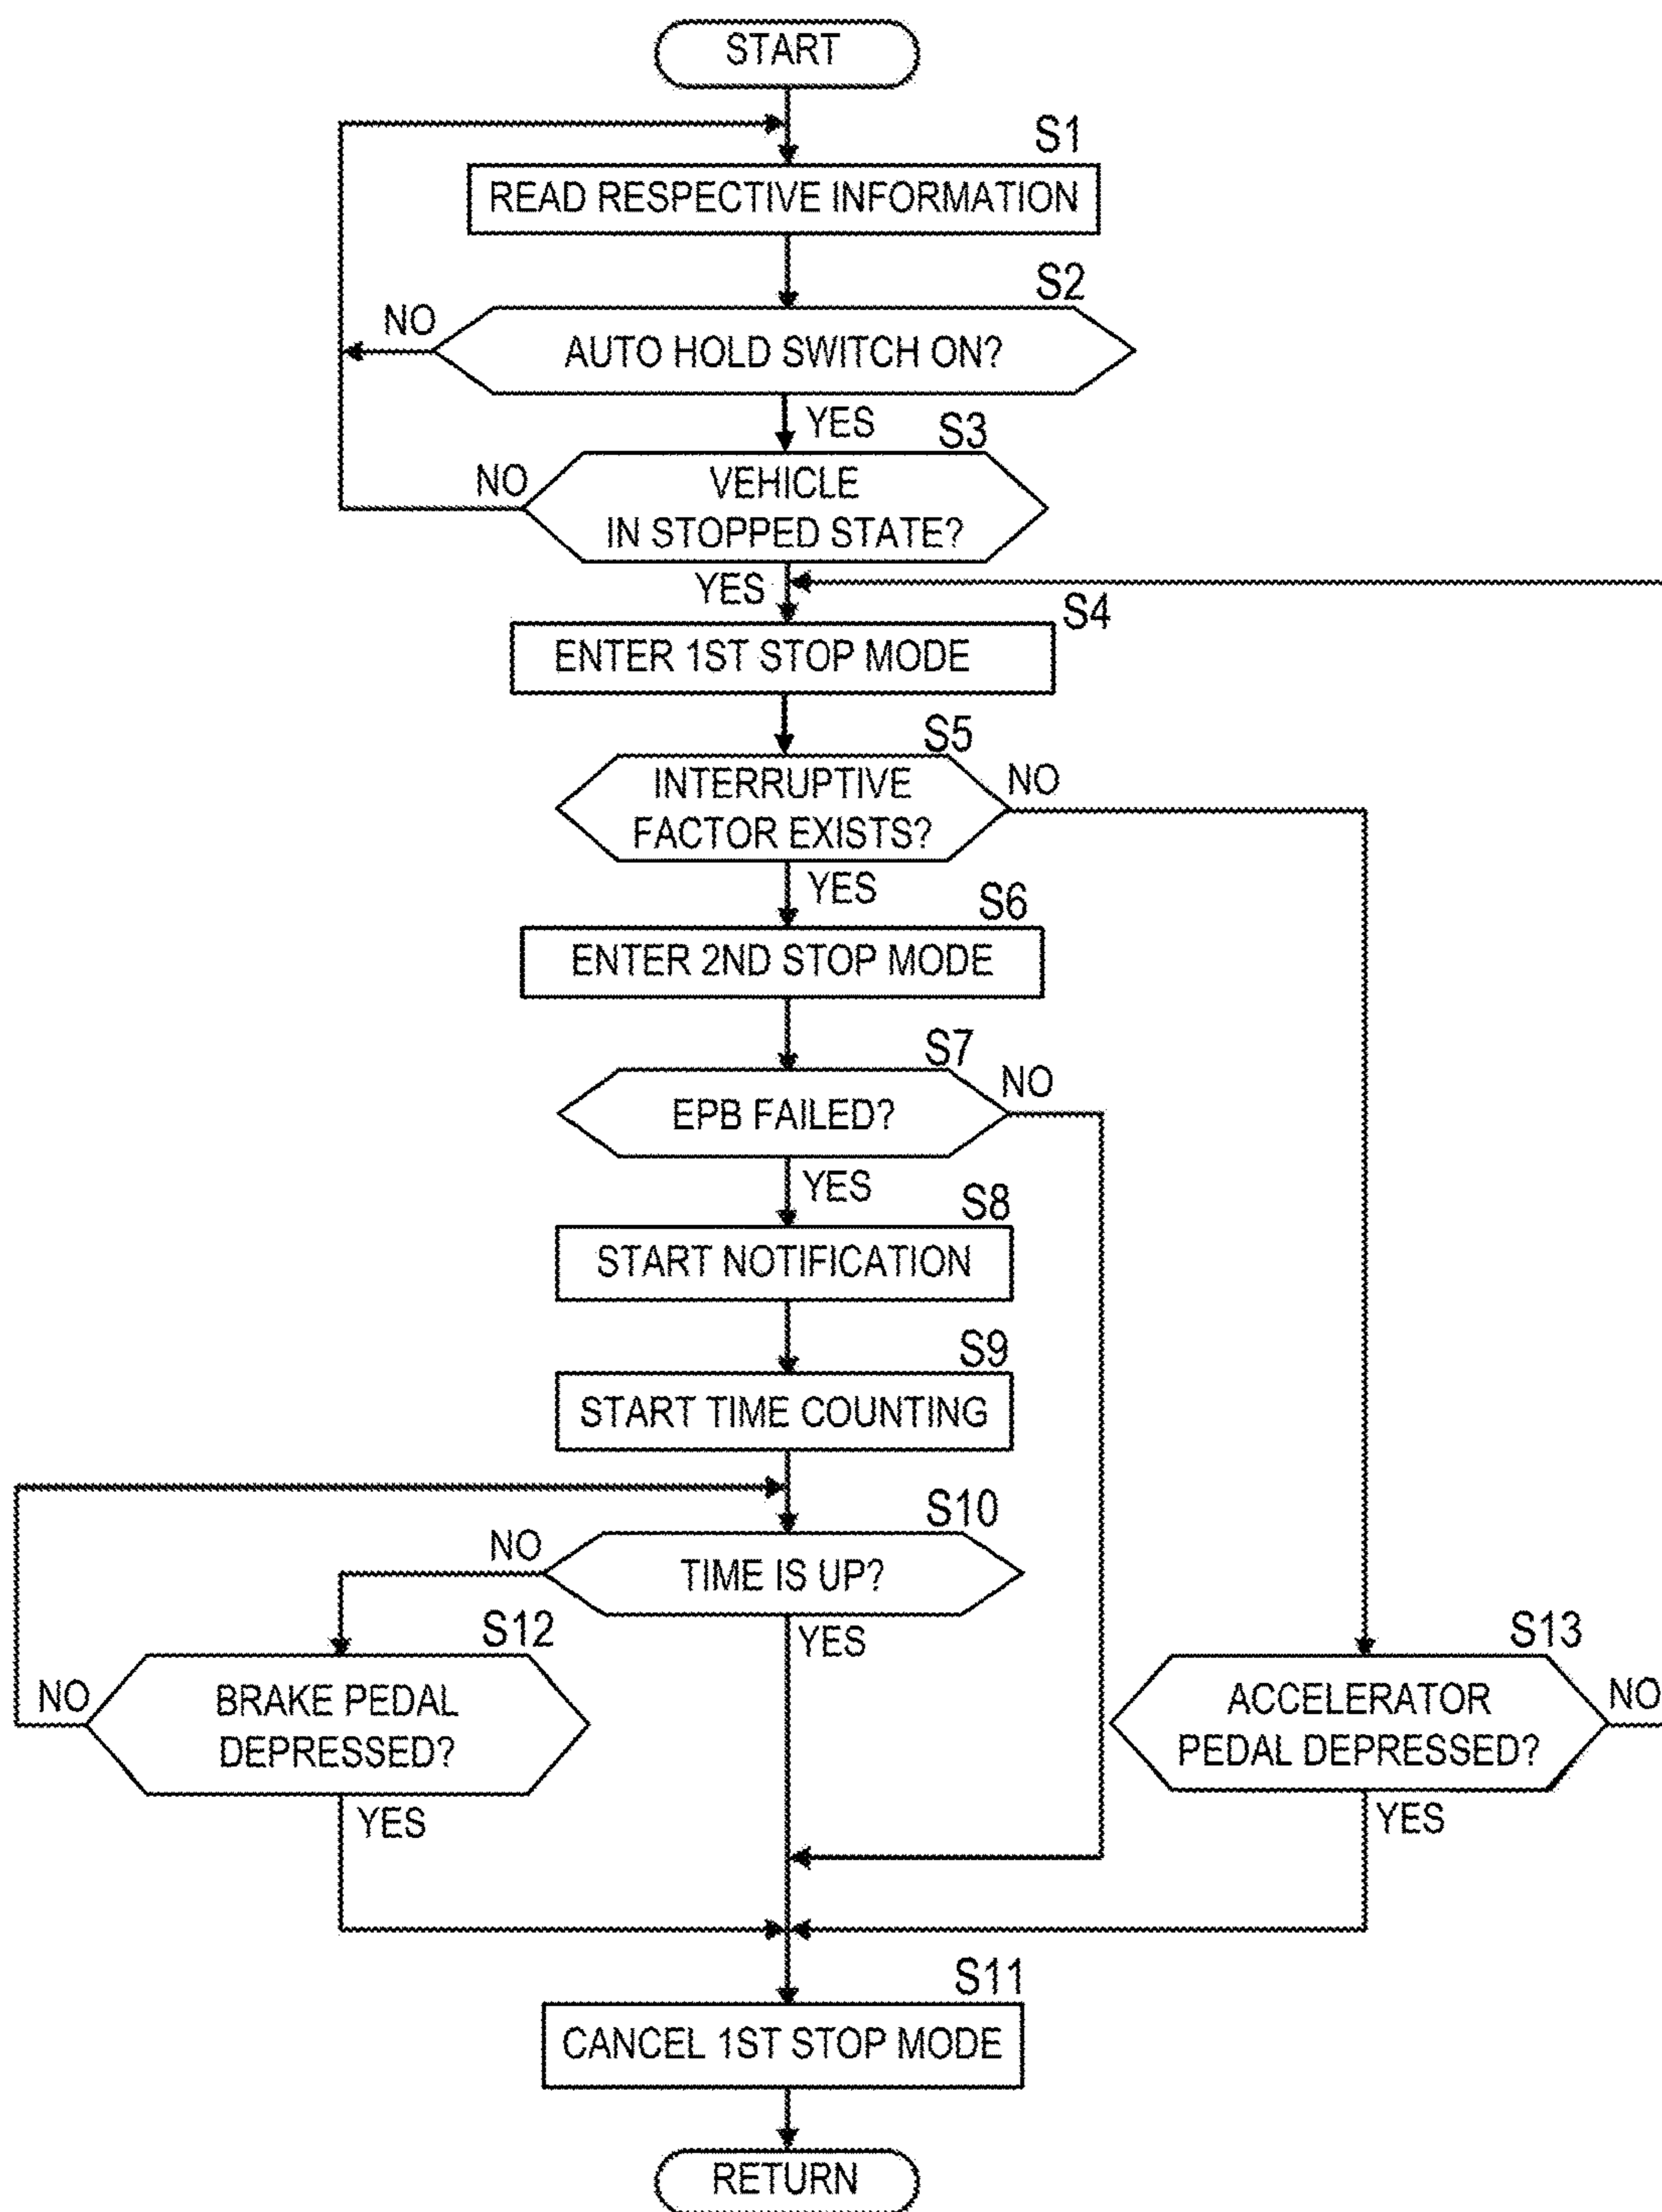 START
S1
READ RESPECTIVE INFORMATION
S2
NO
AUTO HOLD SWITCH ON?
YES
S3
NO
VEHICLE
IN STOPPED STATE?
YES
S4
ENTER 1ST STOP MODE
S5
INTERRUPTIVE
FACTOR EXISTS?
NO
YES
S6
ENTER 2ND STOP MODE
S7
NO
EPB FAILED?
YES
S8
START NOTIFICATION
S9
START TIME COUNTING
S10
NO
TIME IS UP?
YES
S12
NO
BRAKE PEDAL
DEPRESSED?
YES
S13
ACCELERATOR
PEDAL DEPRESSED?
NO
YES
S11
CANCEL 1ST STOP MODE
RETURN